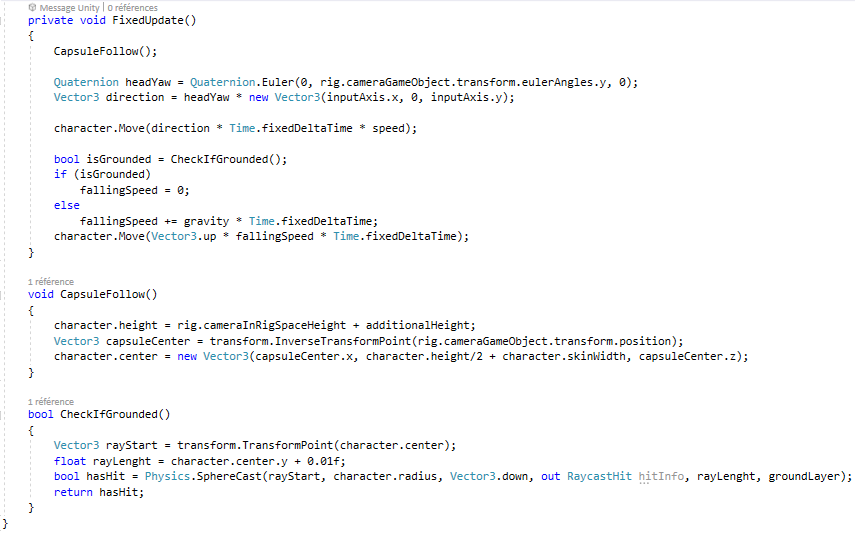 Message Unity | 0 références
private void FixedUpdate()
{
CapsuleFollow();
Quaternion headYaw = Quaternion.Euler(0, rig.cameraGameObject.transform.eulerAngles.y, 0);
Vector3 direction = headYaw * new Vector3(inputAxis.x, 0, inputAxis.y);
character.Move(direction * Time.fixedDeltaTime * speed);
bool isGrounded = CheckIfGrounded();
if (isGrounded)
fallingSpeed = 0;
else
fallingSpeed += gravity * Time.fixedDeltaTime;
character.Move(Vector3.up * fallingSpeed * Time.fixedDeltaTime);
}
1 référence
void CapsuleFollow()
{
character.height = rig.cameraInRigSpaceHeight + additionalHeight;
Vector3 capsuleCenter = transform.InverseTransformPoint(rig.cameraGameObject.transform.position);
character.center = new Vector3(capsuleCenter.x, character.height/2 + character.skinWidth, capsuleCenter.z);
}
1 référence
bool CheckIfGrounded()
{
Vector3 rayStart = transform.TransformPoint(character.center);
float rayLenght = character.center.y + 0.01f;
bool hasHit = Physics.SphereCast(rayStart, character.radius, Vector3.down, out RaycastHit hitInfo, rayLenght, groundLayer);
return hasHit;
}
}